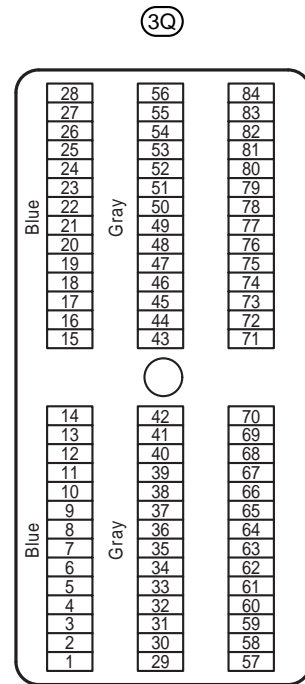 3Q
28 56 84
27 55 83
26 54 82
25 53 81
24 52 80
23 51 79
Blue 22 Gray 50 78
21 49 77
20 48 76
19 47 75
18 46 74
17 45 73
16 44 72
15 43 71
14 42 70
13 41 69
12 40 68
11 39 67
10 38 66
9 37 65
Blue 8 Gray 36 64
7 35 63
6 34 62
5 33 61
4 32 60
3 31 59
2 30 58
1 29 57